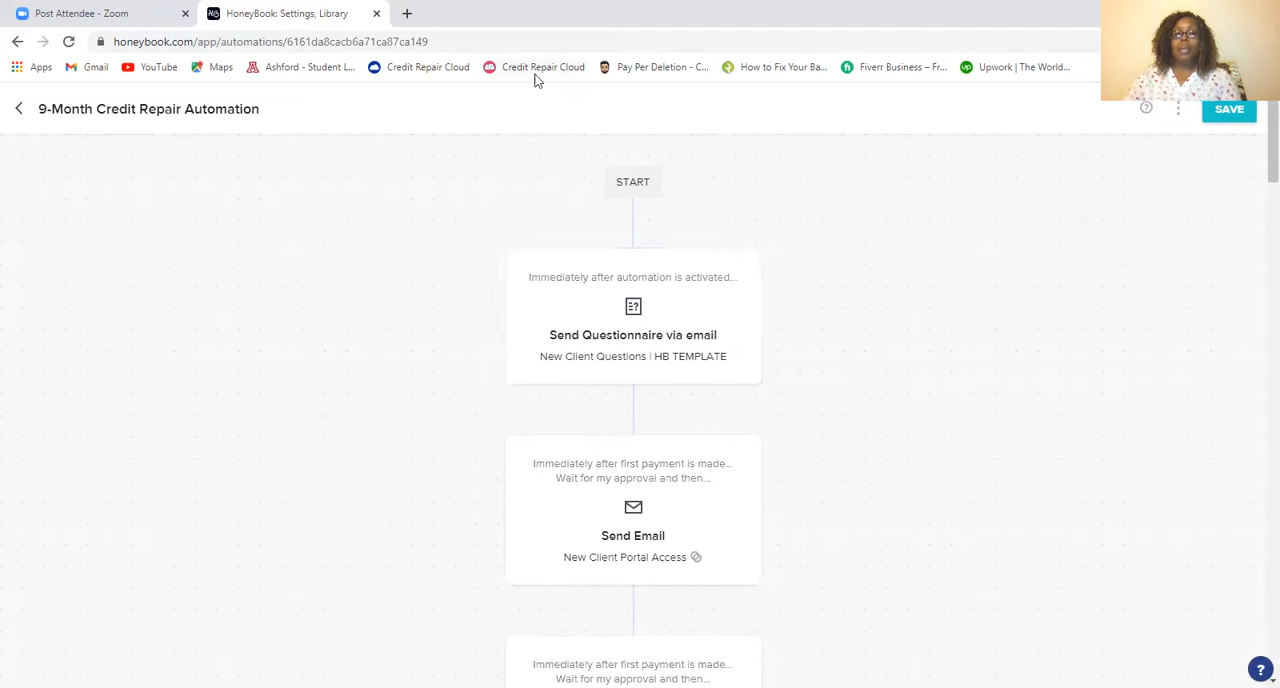 Post Attendee - Zoom
HoneyBook: Settings, Library
honeybook.com/app/automations/6161da8cacb6a71ca87ca149
Apps
Gmail
YouTube
Maps
Ashford - Student L...
Credit Repair Cloud
Credit Repair Cloud
Pay Per Deletion - C...
How to Fix Your Ba...
Fiverr Business – Fr...
Upwork | The World...
9-Month Credit Repair Automation
SAVE
START
Immediately after automation is activated...
Send Questionnaire via email
New Client Questions | HB TEMPLATE
Immediately after first payment is made...
Wait for my approval and then...
Send Email
New Client Portal Access
Immediately after first payment is made...
Wait for my approval and then...